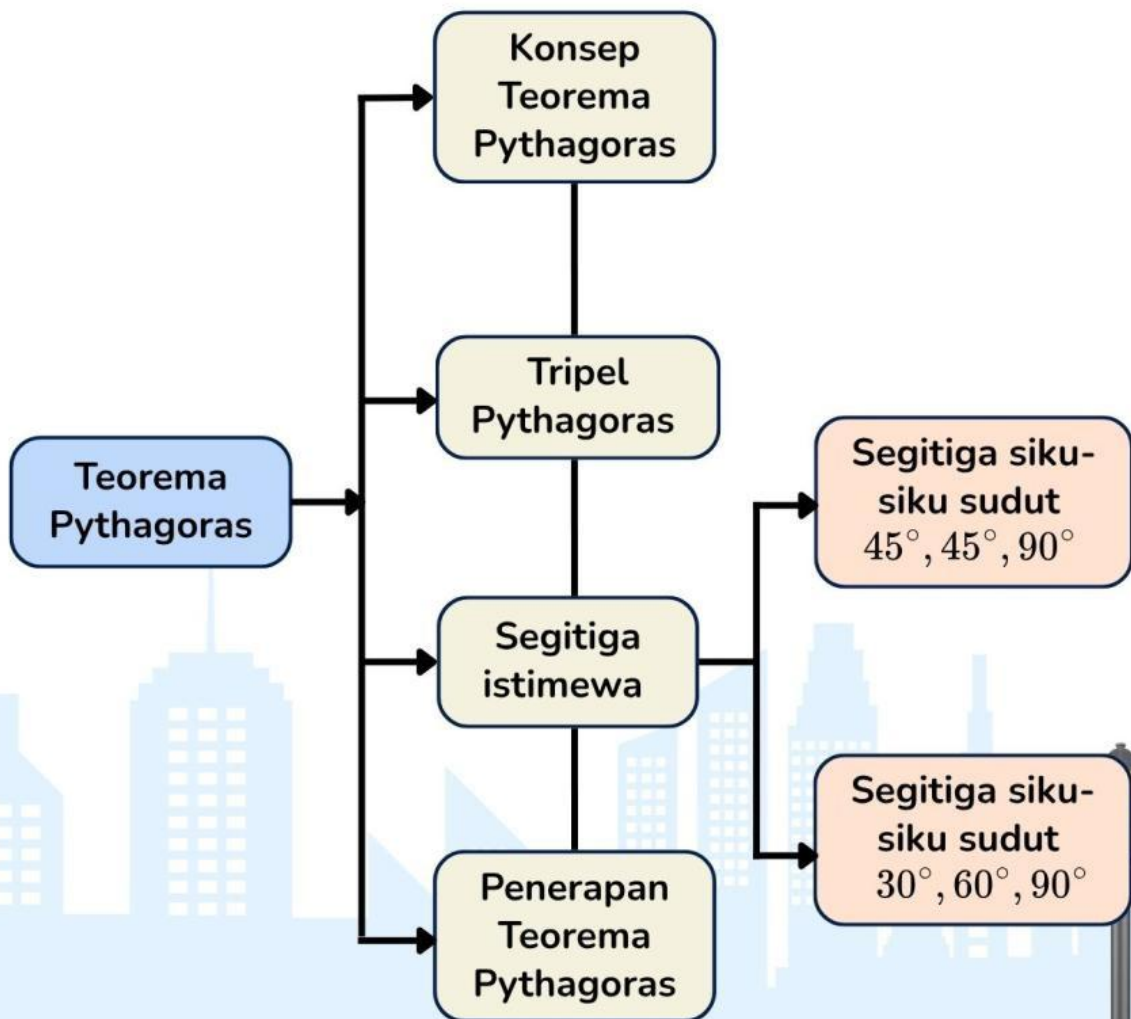 Konsep
Teorema
Pythagoras
Tripel
Pythagoras
Teorema
Pythagoras
Segitiga siku-
siku sudut
45°, 45°, 90°
Segitiga
istimewa
Segitiga siku-
siku sudut
30°, 60°, 90°
Penerapan
Teorema
Pythagoras